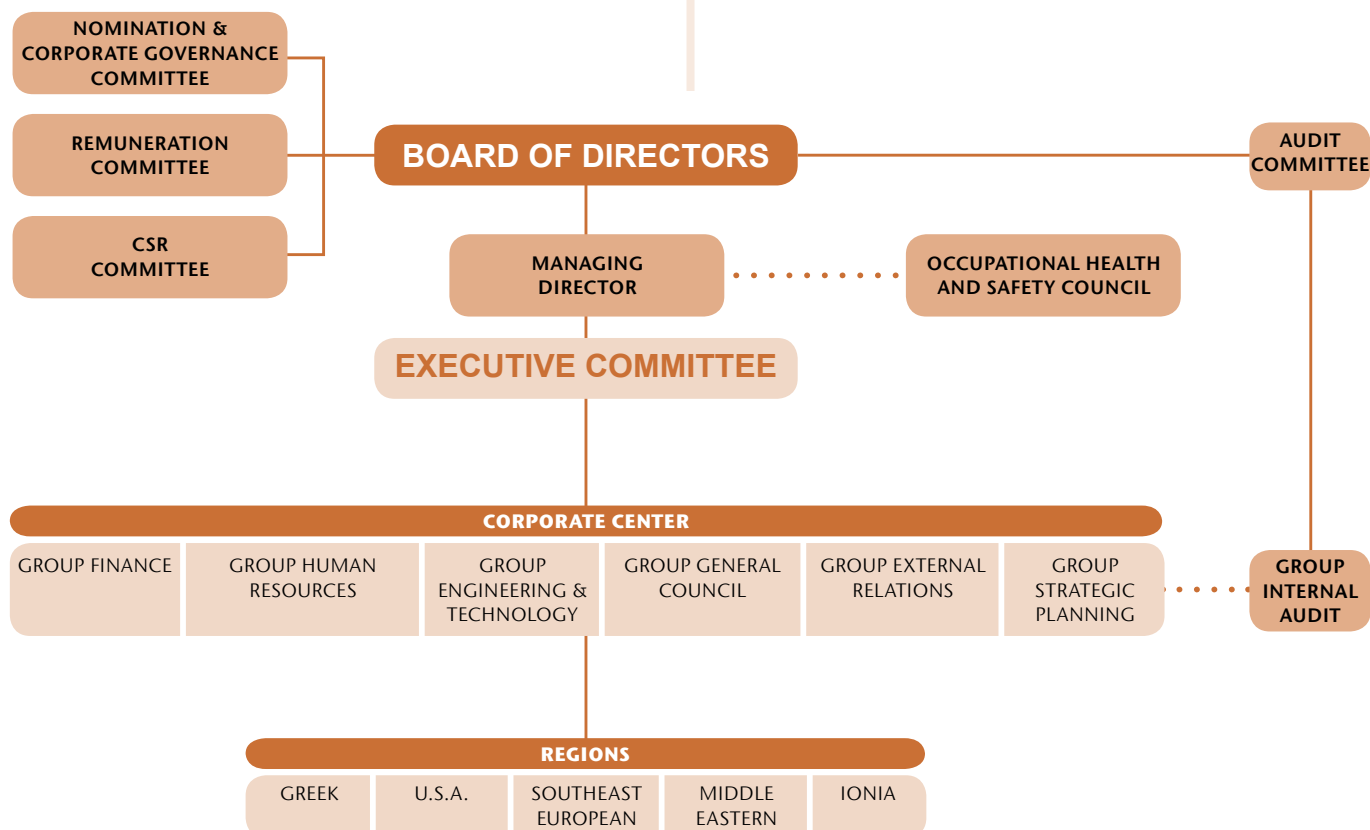 NOMINATION &
CORPORATE GOVERNANCE
COMMITTEE
REMUNERATION
COMMITTEE
CSR
COMMITTEE
BOARD OF DIRECTORS
AUDIT
COMMITTEE
MANAGING
DIRECTOR
OCCUPATIONAL HEALTH
AND SAFETY COUNCIL
EXECUTIVE COMMITTEE
CORPORATE CENTER
GROUP FINANCE
GROUP HUMAN
RESOURCES
GROUP
ENGINEERING &
TECHNOLOGY
GROUP GENERAL
COUNCIL
GROUP EXTERNAL
RELATIONS
GROUP
STRATEGIC
PLANNING
GROUP
INTERNAL
AUDIT
REGIONS
GREEK
U.S.A.
SOUTHEAST
EUROPEAN
MIDDLE
EASTERN
IONIA